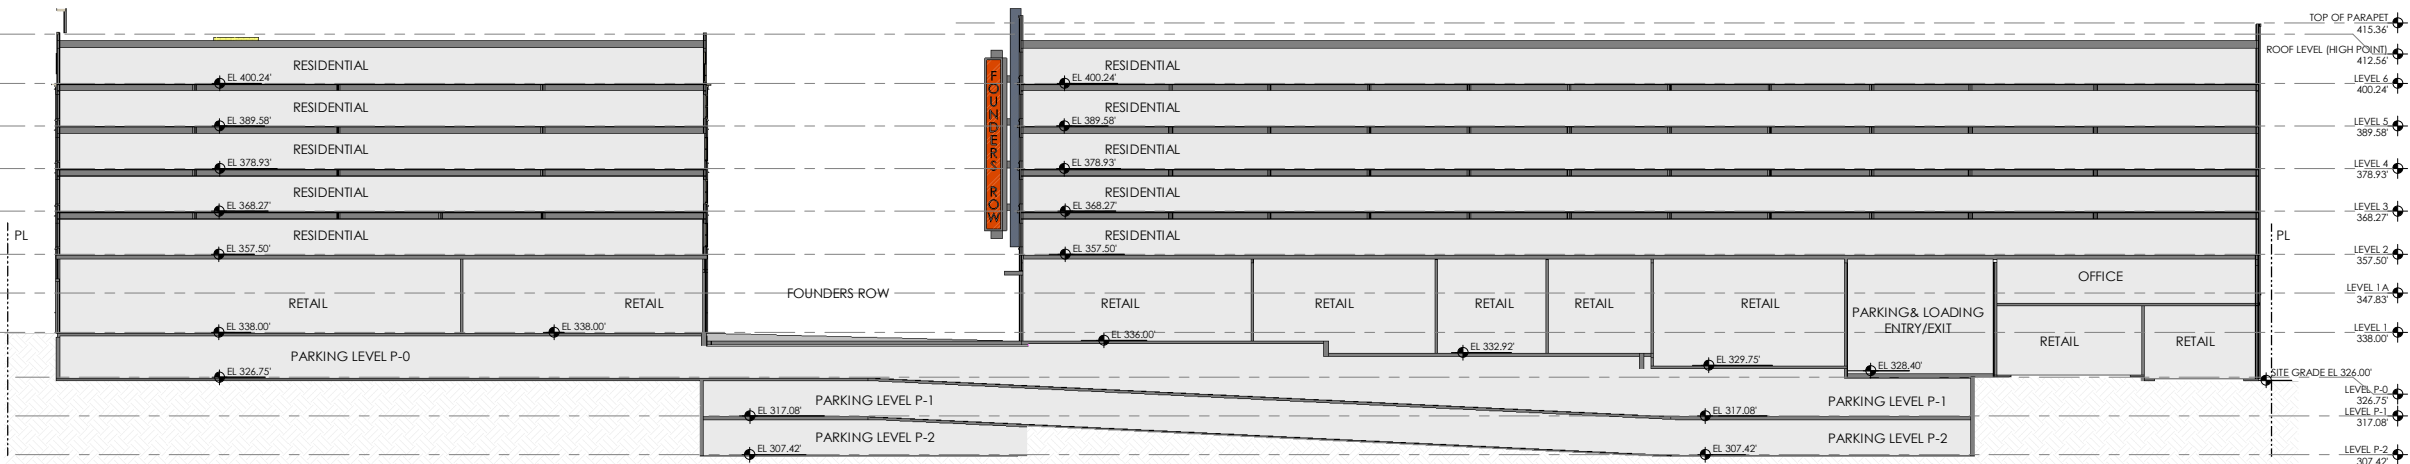 TOP OF PARAPET
415.36'
ROOF LEVEL (HIGH POINT)
412.56'
RESIDENTIAL
RESIDENTIAL
EL 400.24'
EL 400.24'
LEVEL 6
400.24'
RESIDENTIAL
RESIDENTIAL
EL 389.58'
EL 389.58'
LEVEL 5
389.58'
RESIDENTIAL
RESIDENTIAL
EL 378.93'
EL 378.93'
LEVEL 4
378.93'
RESIDENTIAL
RESIDENTIAL
EL 368.27'
EL 368.27'
LEVEL 3
368.27'
FOUNDERS ROW
PL
RESIDENTIAL
RESIDENTIAL
PL
EL 357.50'
EL 357.50'
LEVEL 2
357.50'
OFFICE
LEVEL 1A
347.83'
FOUNDERS ROW
RETAIL
RETAIL
RETAIL
RETAIL
RETAIL
RETAIL
RETAIL
PARKING& LOADING
ENTRY/EXIT
EL 338.00'
EL 338.00'
EL 336.00'
LEVEL 1
338.00'
RETAIL
RETAIL
EL 332.92'
PARKING LEVEL P-0
EL 329.75'
EL 328.40'
EL 326.75'
SITE GRADE EL 326.00'
LEVEL P-0
326.75'
PARKING LEVEL P-1
PARKING LEVEL P-1
EL 317.08'
EL 317.08'
LEVEL P-1
317.08'
PARKING LEVEL P-2
PARKING LEVEL P-2
EL 307.42'
EL 307.42'
LEVEL P-2
307.42'